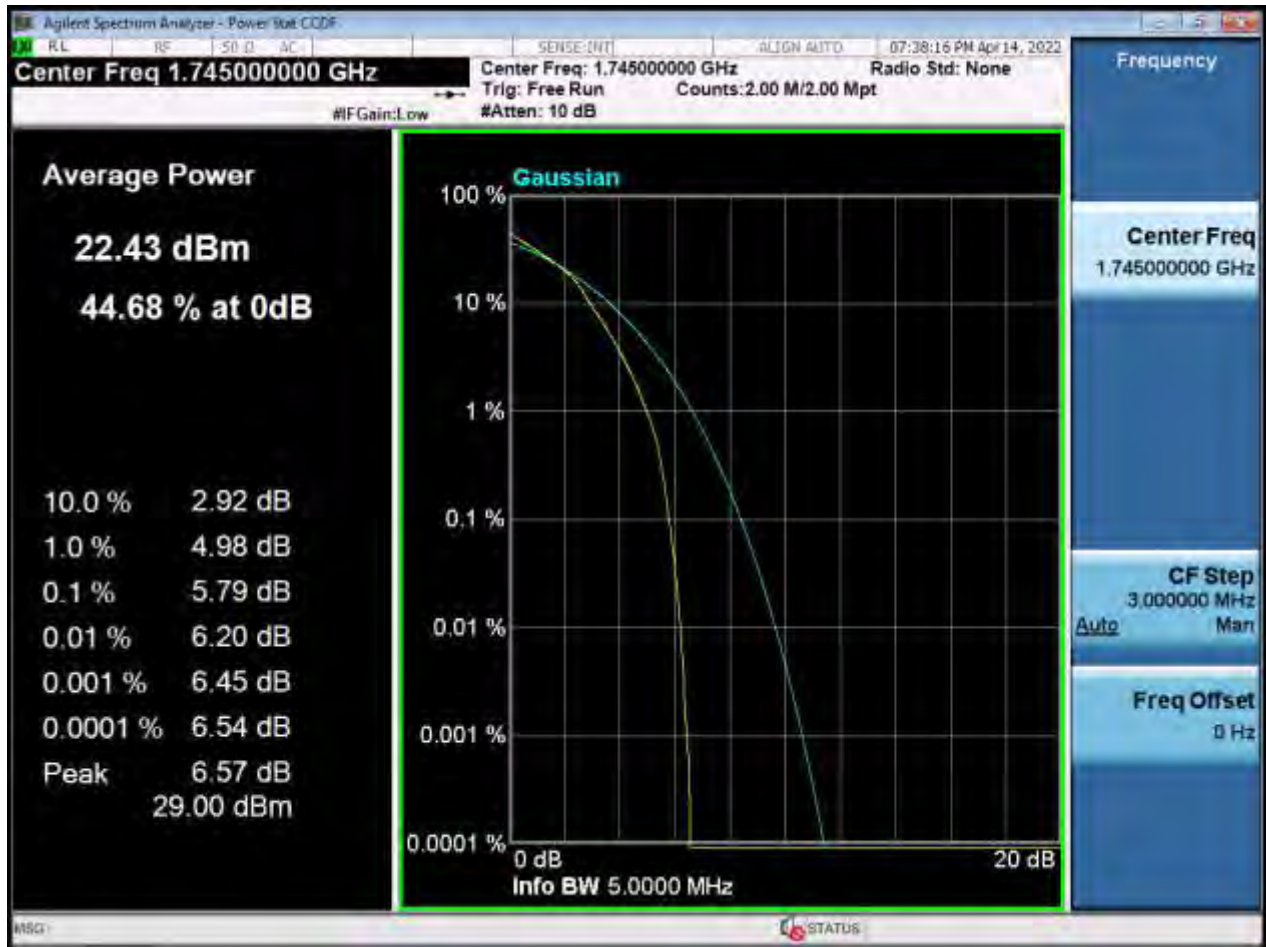 Agilent Spectrum Analyzer - Power Stat CCDF
RL RF 50 Ω AC SENSE:INT ALIGN AUTO 07:38:16 PM Apr 14, 2022
Center Freq 1.745000000 GHz
Center Freq: 1.745000000 GHz Radio Std: None
Trig: Free Run Counts:2.00 M/2.00 Mpt
#IFGain:Low #Atten: 10 dB
Frequency
Average Power
22.43 dBm
44.68 % at 0dB
10.0 % 2.92 dB
1.0 % 4.98 dB
0.1 % 5.79 dB
0.01 % 6.20 dB
0.001 % 6.45 dB
0.0001 % 6.54 dB
Peak 6.57 dB
29.00 dBm
Gaussian
100 %
10 %
1 %
0.1 %
0.01 %
0.001 %
0.0001 %
0 dB 20 dB
Info BW 5.0000 MHz
Center Freq
1.745000000 GHz
CF Step
3.000000 MHz
Auto Man
Freq Offset
0 Hz
MSG STATUS